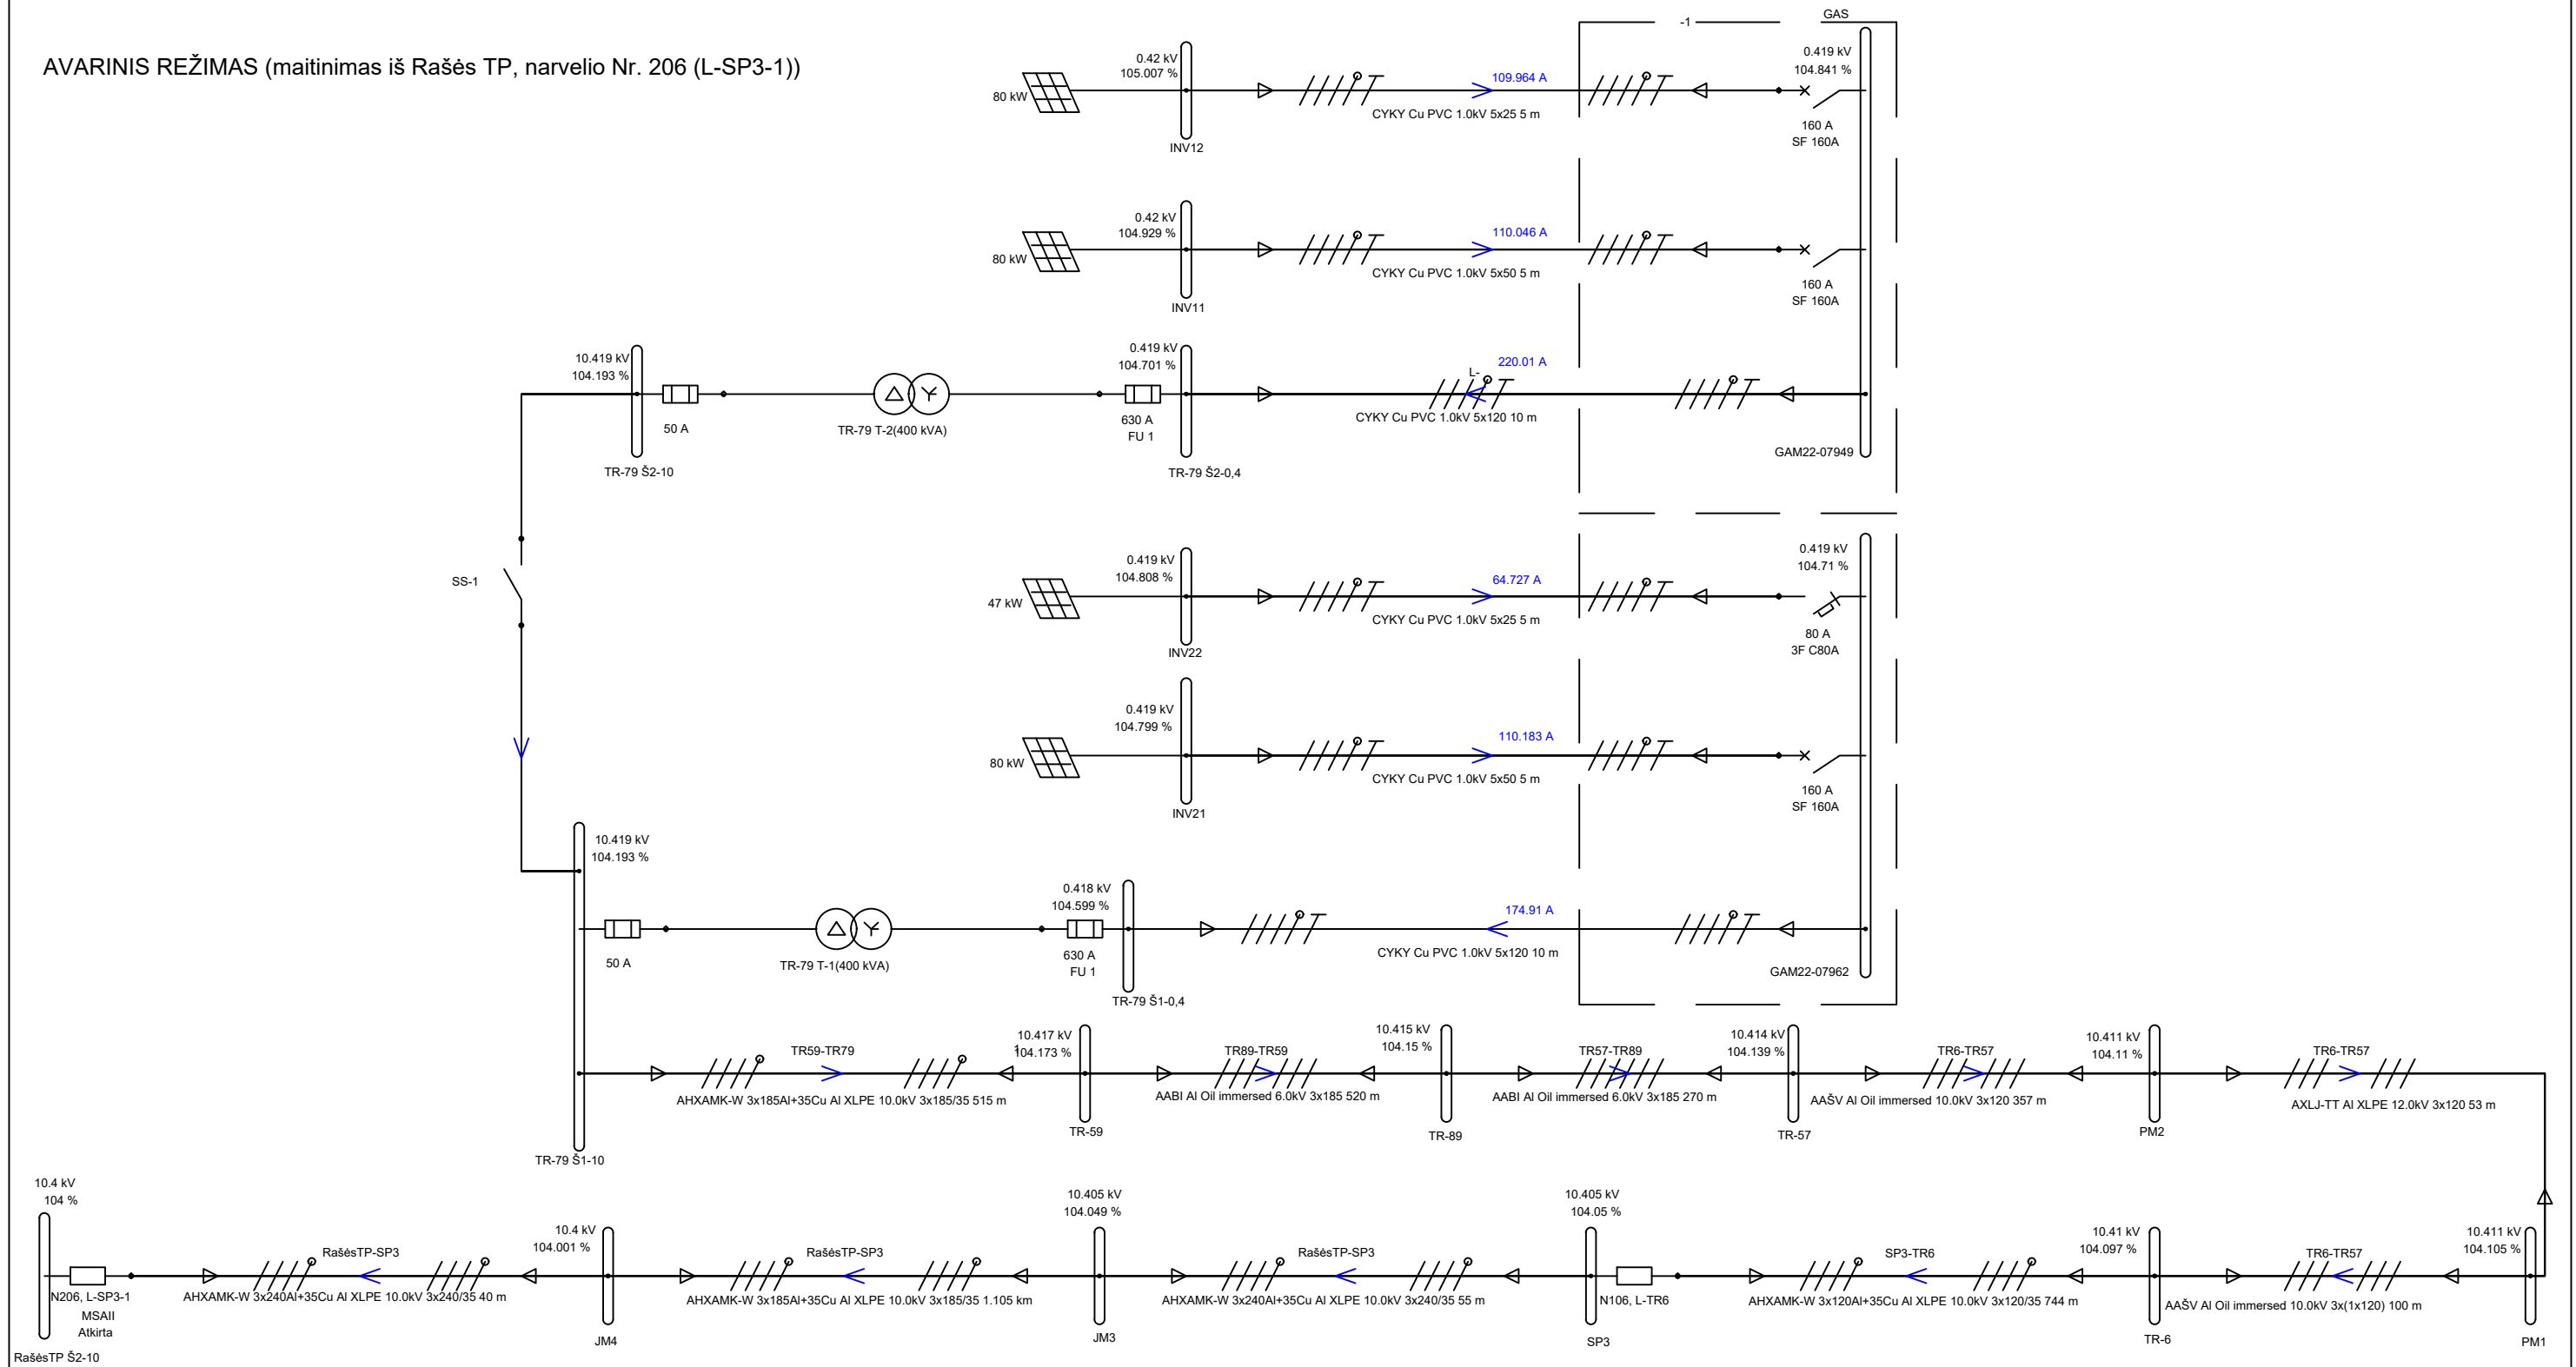 AVARINIS REŽIMAS (maitinimas iš Rašės TP, narvelio Nr. 206 (L-SP3-1))
-1
GAS
0.42 kV
105.007 %
80 kW
INV12
109.964 A
CYKY Cu PVC 1.0kV 5x25 5 m
0.419 kV
104.841 %
160 A
SF 160A
0.42 kV
104.929 %
80 kW
INV11
110.046 A
CYKY Cu PVC 1.0kV 5x50 5 m
160 A
SF 160A
10.419 kV
104.193 %
50 A
TR-79 Š2-10
TR-79 T-2(400 kVA)
0.419 kV
104.701 %
630 A
FU 1
TR-79 Š2-0,4
L-
220.01 A
CYKY Cu PVC 1.0kV 5x120 10 m
GAM22-07949
SS-1
0.419 kV
104.808 %
47 kW
INV22
64.727 A
CYKY Cu PVC 1.0kV 5x25 5 m
0.419 kV
104.71 %
80 A
3F C80A
0.419 kV
104.799 %
80 kW
INV21
110.183 A
CYKY Cu PVC 1.0kV 5x50 5 m
160 A
SF 160A
10.419 kV
104.193 %
50 A
TR-79 T-1(400 kVA)
0.418 kV
104.599 %
630 A
FU 1
TR-79 Š1-0,4
174.91 A
CYKY Cu PVC 1.0kV 5x120 10 m
GAM22-07962
TR-79 Š1-10
TR59-TR79
AHXAMK-W 3x185Al+35Cu Al XLPE 10.0kV 3x185/35 515 m
10.417 kV
1
104.173 %
TR-59
TR89-TR59
AABl Al Oil immersed 6.0kV 3x185 520 m
10.415 kV
104.15 %
TR-89
TR57-TR89
AABl Al Oil immersed 6.0kV 3x185 270 m
10.414 kV
104.139 %
TR-57
TR6-TR57
AAŠV Al Oil immersed 10.0kV 3x120 357 m
10.411 kV
104.11 %
PM2
TR6-TR57
AXLJ-TT Al XLPE 12.0kV 3x120 53 m
10.4 kV
104 %
N206, L-SP3-1
MSAII
Atkirta
RašėsTP Š2-10
RašėsTP-SP3
AHXAMK-W 3x240Al+35Cu Al XLPE 10.0kV 3x240/35 40 m
10.4 kV
104.001 %
JM4
RašėsTP-SP3
AHXAMK-W 3x185Al+35Cu Al XLPE 10.0kV 3x185/35 1.105 km
10.405 kV
104.049 %
JM3
RašėsTP-SP3
AHXAMK-W 3x240Al+35Cu Al XLPE 10.0kV 3x240/35 55 m
10.405 kV
104.05 %
SP3
N106, L-TR6
SP3-TR6
AHXAMK-W 3x120Al+35Cu Al XLPE 10.0kV 3x120/35 744 m
10.41 kV
104.097 %
TR-6
TR6-TR57
AAŠV Al Oil immersed 10.0kV 3x(1x120) 100 m
10.411 kV
104.105 %
PM1